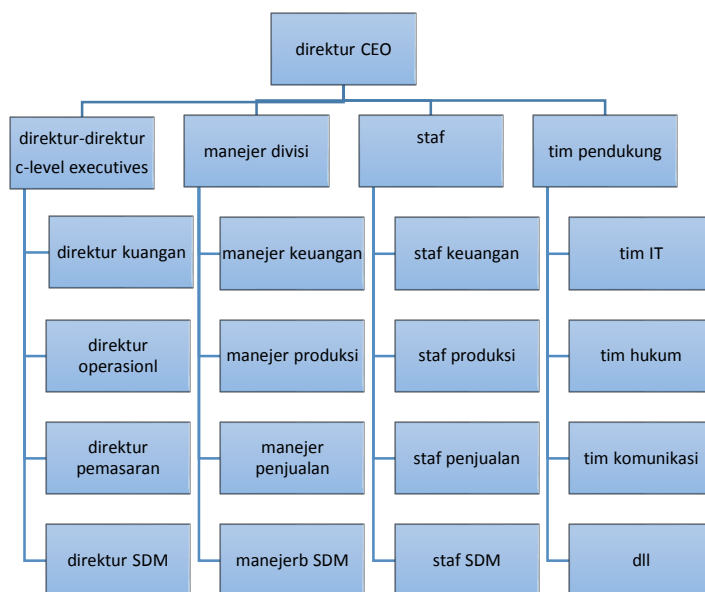 direktur CEO
direktur-direktur
c-level executives
manejer divisi
staf
tim pendukung
direktur kuangan
manejer keuangan
staf keuangan
tim IT
direktur
operasionl
manejer produksi
staf produksi
tim hukum
direktur
pemasaran
manejer
penjualan
staf penjualan
tim komunikasi
direktur SDM
manejerb SDM
staf SDM
dll